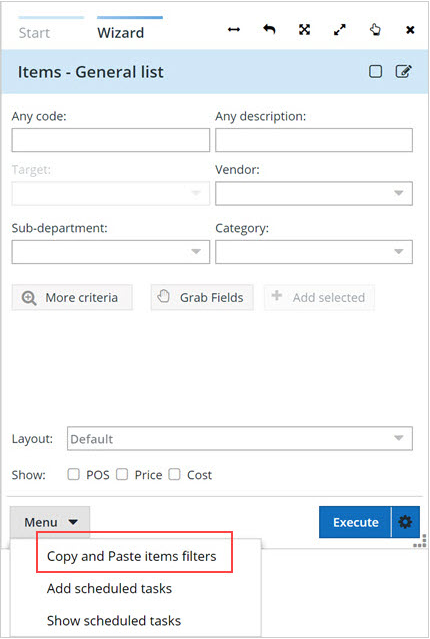 Start Wizard
Items - General list
Any code: Any description:
Target: Vendor:
Sub-department: Category:
More criteria Grab Fields Add selected
Layout: Default
Show: POS Price Cost
Menu Execute
Copy and Paste items filters
Add scheduled tasks
Show scheduled tasks